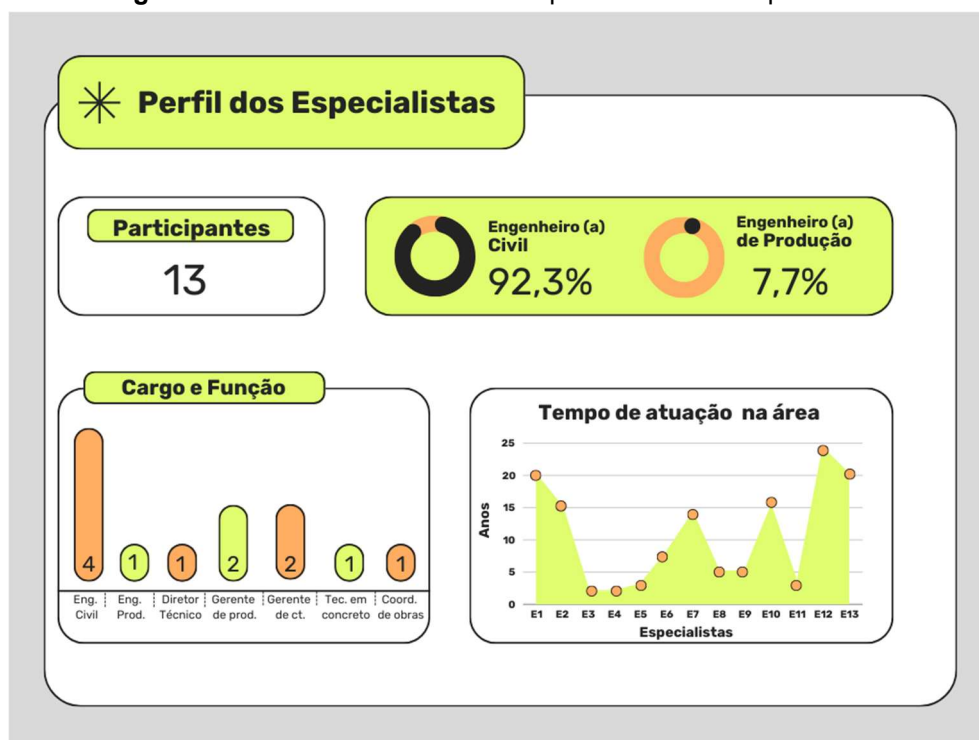 Perfil dos Especialistas
Participantes
13
Engenheiro (a)
Civil
92,3%
Engenheiro (a)
de Produção
7,7%
Cargo e Função
4
1
1
2
2
1
1
Eng.
Civil
Eng.
Prod.
Diretor
Técnico
Gerente
de prod.
Gerente
de ct.
Tec. em
concreto
Coord.
de obras
Tempo de atuação na área
Anos
25
20
15
10
5
0
E1 E2 E3 E4 E5 E6 E7 E8 E9 E10 E11 E12 E13
Especialistas